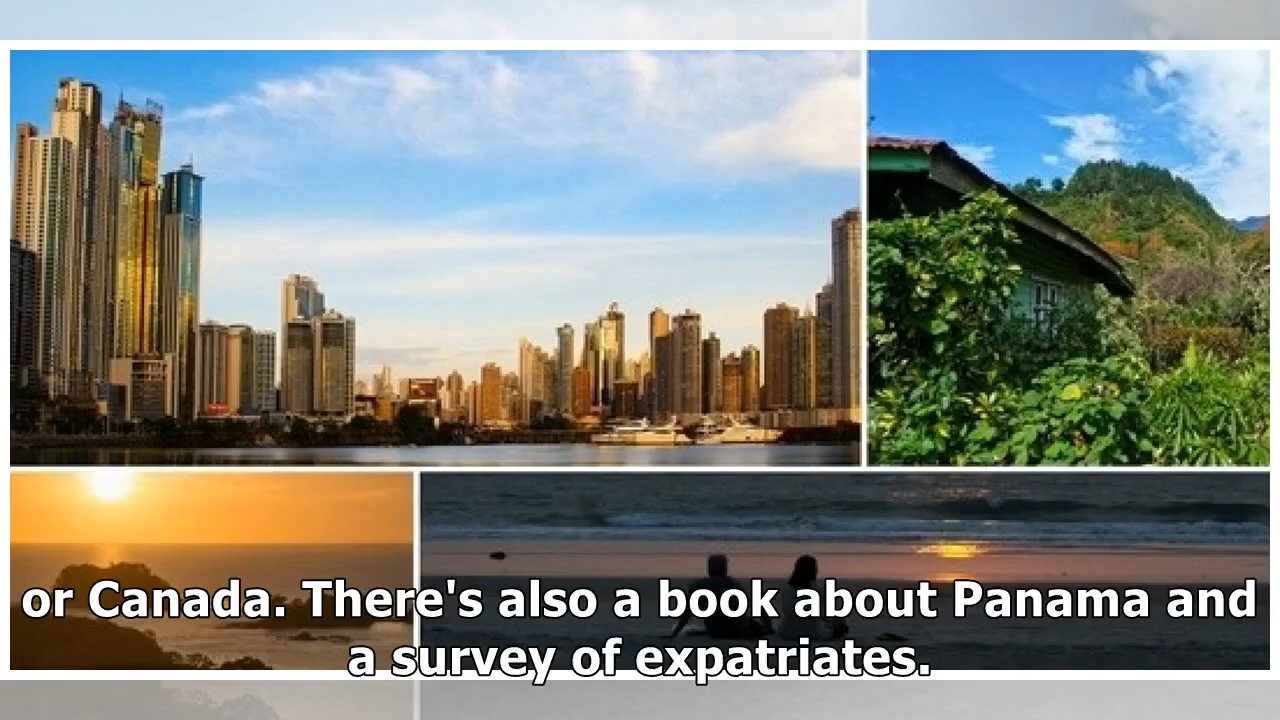 or Canada. There's also a book about Panama and
a survey of expatriates.